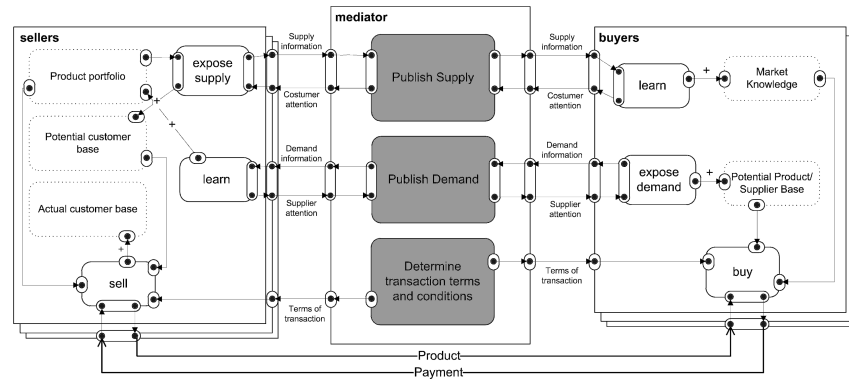 mediator
sellers
buyers
Supply
information
Supply
information
expose
supply
Product portfolio
Publish Supply
learn
+
Market
Knowledge
Costumer
attention
Costumer
attention
+
+
Potential customer
base
Demand
information
Demand
information
learn
Publish Demand
expose
demand
+
Potential Product/
Supplier Base
Supplier
attention
Supplier
attention
Actual customer base
+
sell
Determine
transaction terms
and conditions
Terms of
transaction
buy
Terms of
transaction
Product
Payment